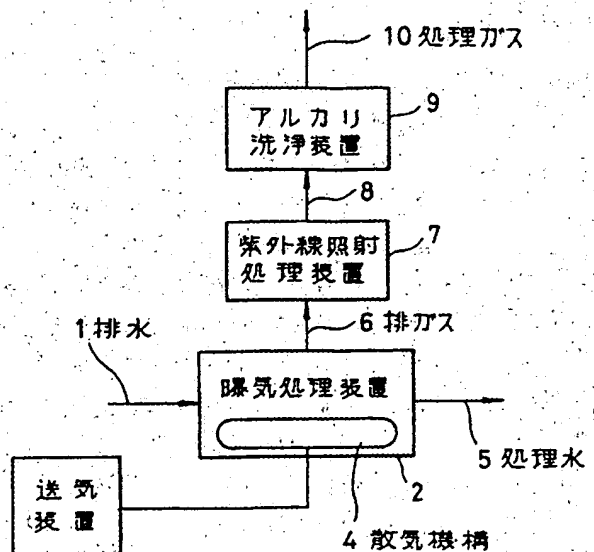 10 処理ガス
アルカリ
洗浄装置
9
8
紫外線照射
処理装置
7
6 排ガス
1 排水
曝気処理装置
5 処理水
2
送気
装置
4 散気機構